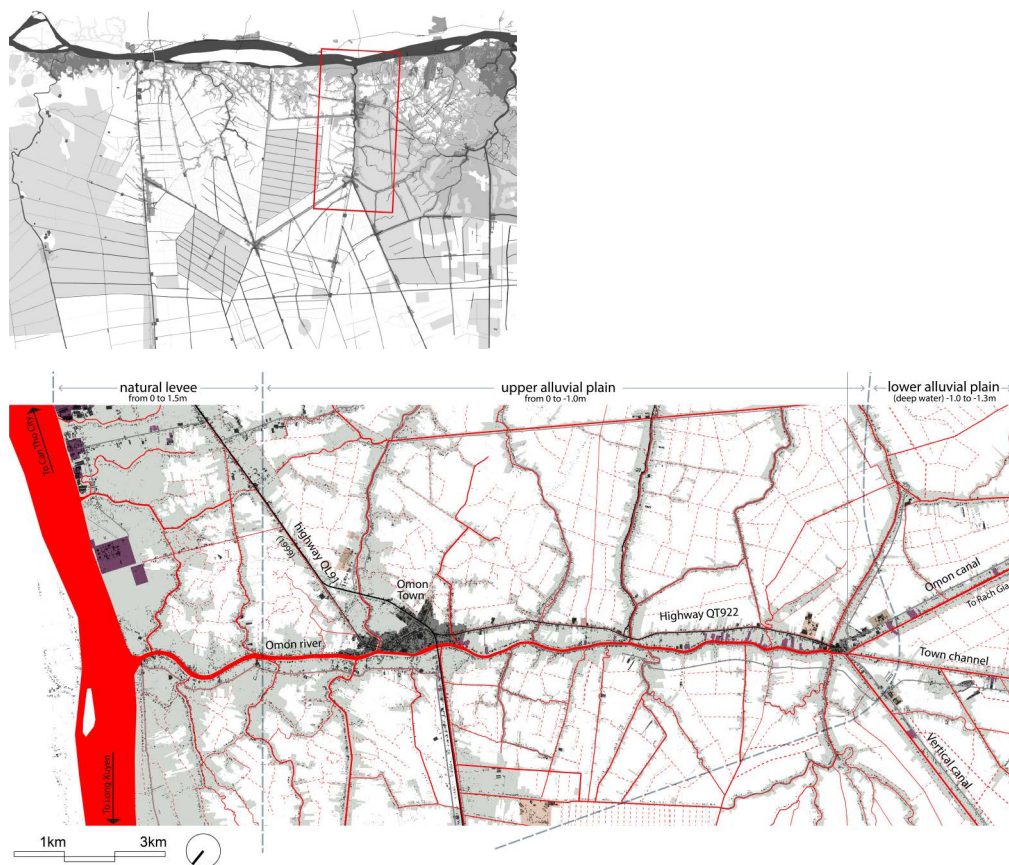 natural levee
from 0 to 1.5m
upper alluvial plain
from 0 to -1.0m
lower alluvial plain
(deep water) -1.0 to -1.3m
To Can Tho City
highway QL91
(1999)
Omon
Town
Omon river
Highway QT922
Omon canal
To Rach Gia
Town channel
Vertical canal
To Long Xuyen
1km
3km